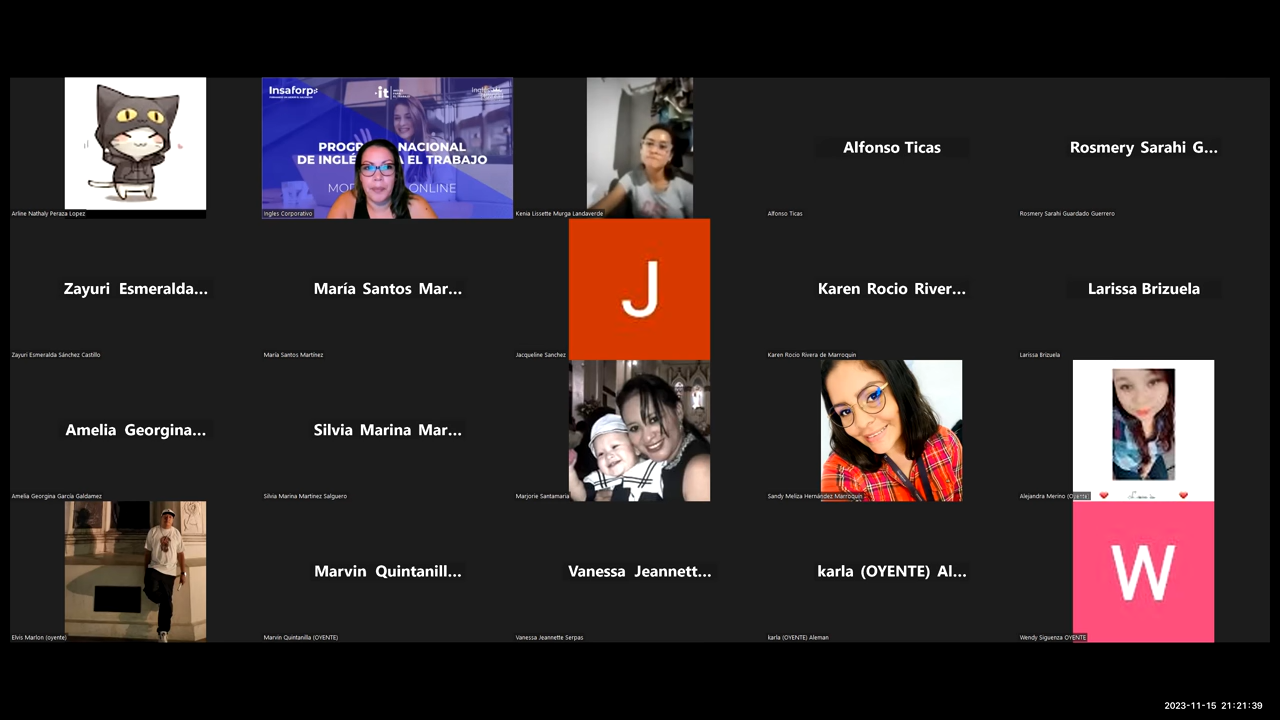 Insaforp
it
PROGR NACIONAL
DE INGLÉ A EL TRABAJO
MOD ONLINE
Alfonso Ticas
Rosmery Sarahi G...
Arline Nathaly Peraza Lopez
Ingles Corporativo
Kenia Lissette Murga Landaverde
Alfonso Ticas
Rosmery Sarahi Guardado Guerrero
Zayuri Esmeralda...
María Santos Mar...
J
Karen Rocio River...
Larissa Brizuela
Zayuri Esmeralda Sánchez Castillo
María Santos Martínez
Jacqueline Sanchez
Karen Rocio Rivera de Marroquin
Larissa Brizuela
Amelia Georgina...
Silvia Marina Mar...
Amelia Georgina García Galdamez
Silvia Marina Martinez Salguero
Marjorie Santamaria
Sandy Meliza Hernández Marroquin
Alejandra Merino (Oyente)
Marvin Quintanill...
Vanessa Jeannett...
karla (OYENTE) Al...
W
Elvis Marlon (oyente)
Marvin Quintanilla (OYENTE)
Vanessa Jeannette Serpas
karla (OYENTE) Aleman
Wendy Siguenza OYENTE
2023-11-15 21:21:39